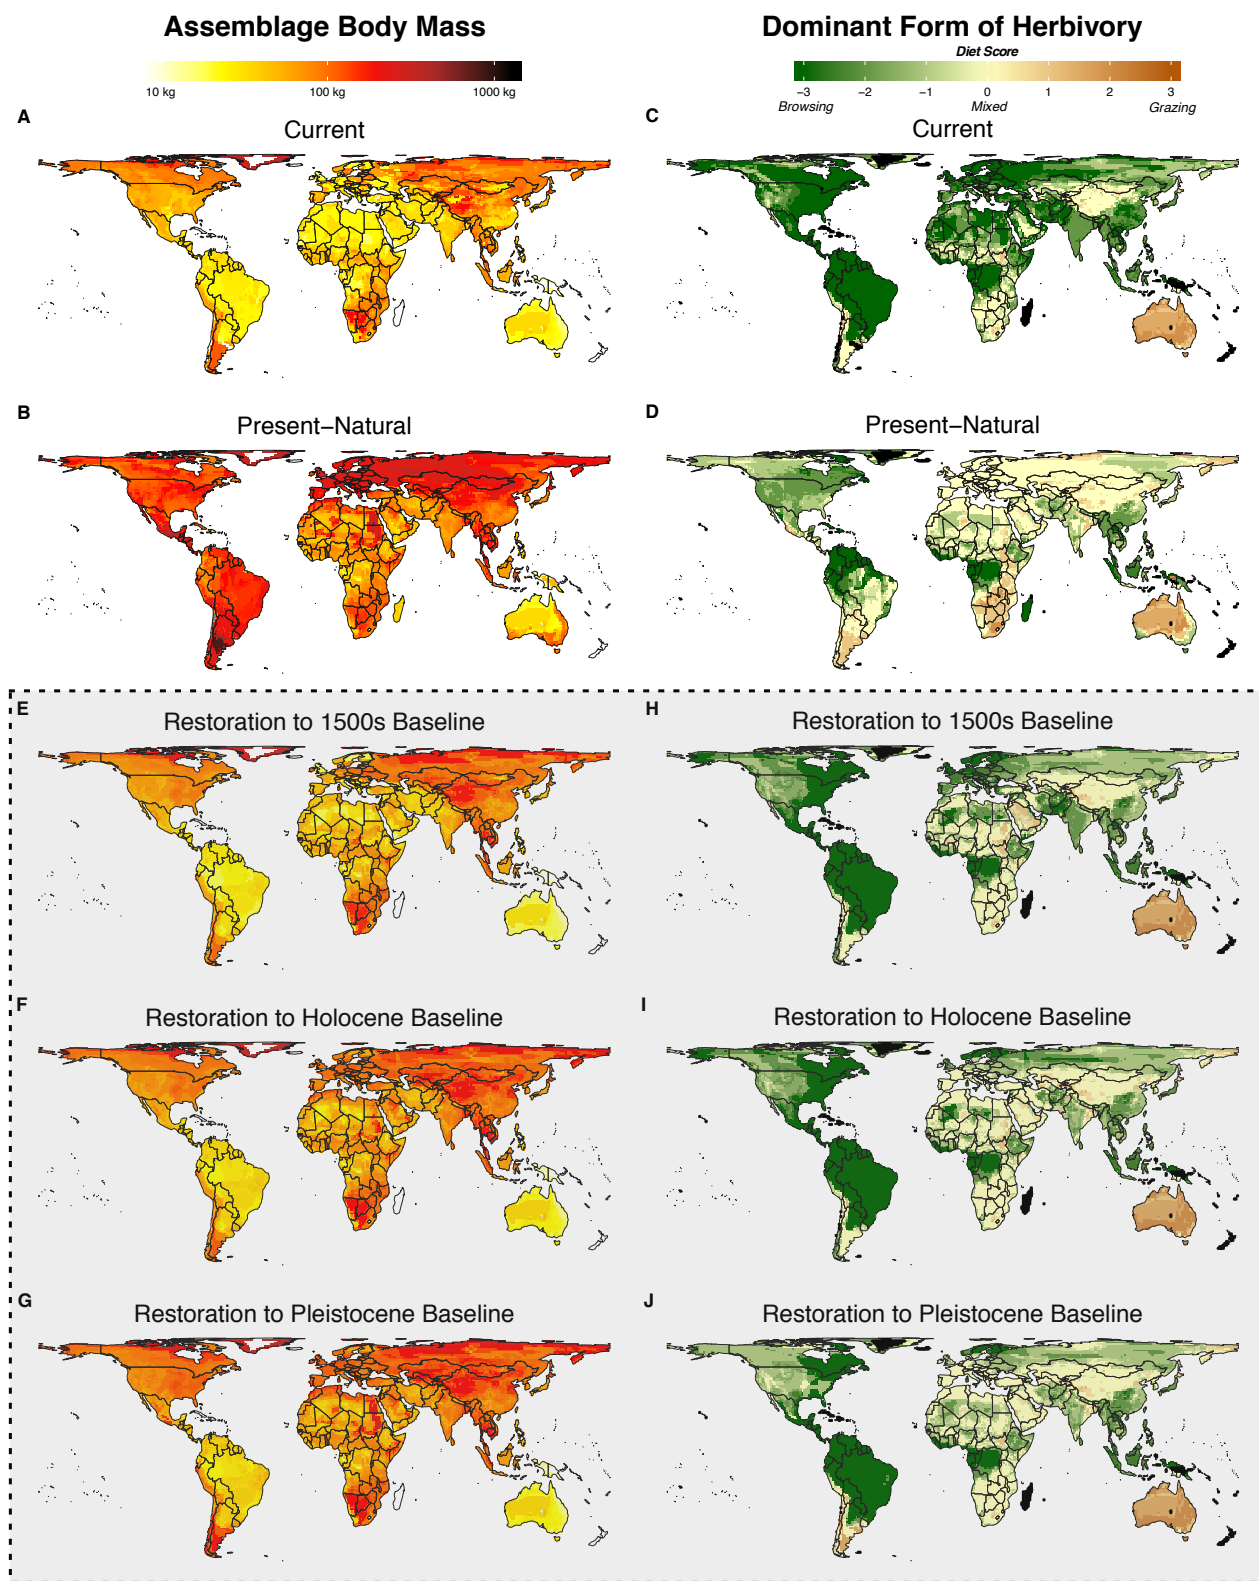 Assemblage Body Mass
Dominant Form of Herbivory
Diet Score
10 kg
100 kg
1000 kg
−3
−2
−1
0
1
2
3
Browsing
Mixed
Grazing
A
Current
C
Current
B
Present−Natural
D
Present−Natural
E
Restoration to 1500s Baseline
H
Restoration to 1500s Baseline
F
Restoration to Holocene Baseline
I
Restoration to Holocene Baseline
G
Restoration to Pleistocene Baseline
J
Restoration to Pleistocene Baseline